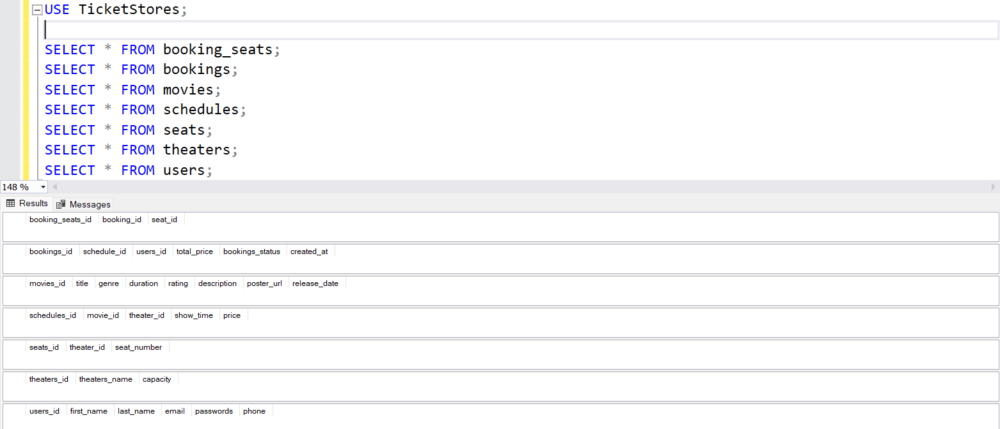 USE TicketStores;
SELECT * FROM booking_seats;
SELECT * FROM bookings;
SELECT * FROM movies;
SELECT * FROM schedules;
SELECT * FROM seats;
SELECT * FROM theaters;
SELECT * FROM users;
148 %
Results Messages
booking_seats_id booking_id seat_id
bookings_id schedule_id users_id total_price bookings_status created_at
movies_id title genre duration rating description poster_url release_date
schedules_id movie_id theater_id show_time price
seats_id theater_id seat_number
theaters_id theaters_name capacity
users_id first_name last_name email passwords phone